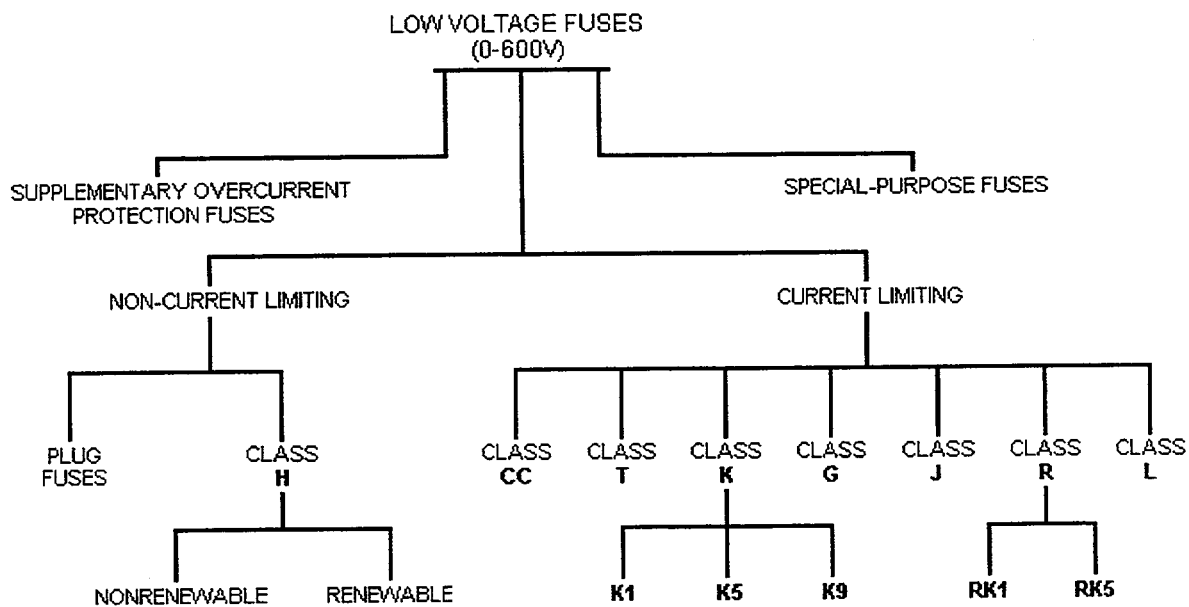 LOW VOLTAGE FUSES
(0-600V)
SUPPLEMENTARY OVERCURRENT
PROTECTION FUSES
SPECIAL-PURPOSE FUSES
NON-CURRENT LIMITING
CURRENT LIMITING
PLUG
FUSES
CLASS
H
CLASS
CC
CLASS
T
CLASS
K
CLASS
G
CLASS
J
CLASS
R
CLASS
L
NONRENEWABLE
RENEWABLE
K1
K5
K9
RK1
RK5